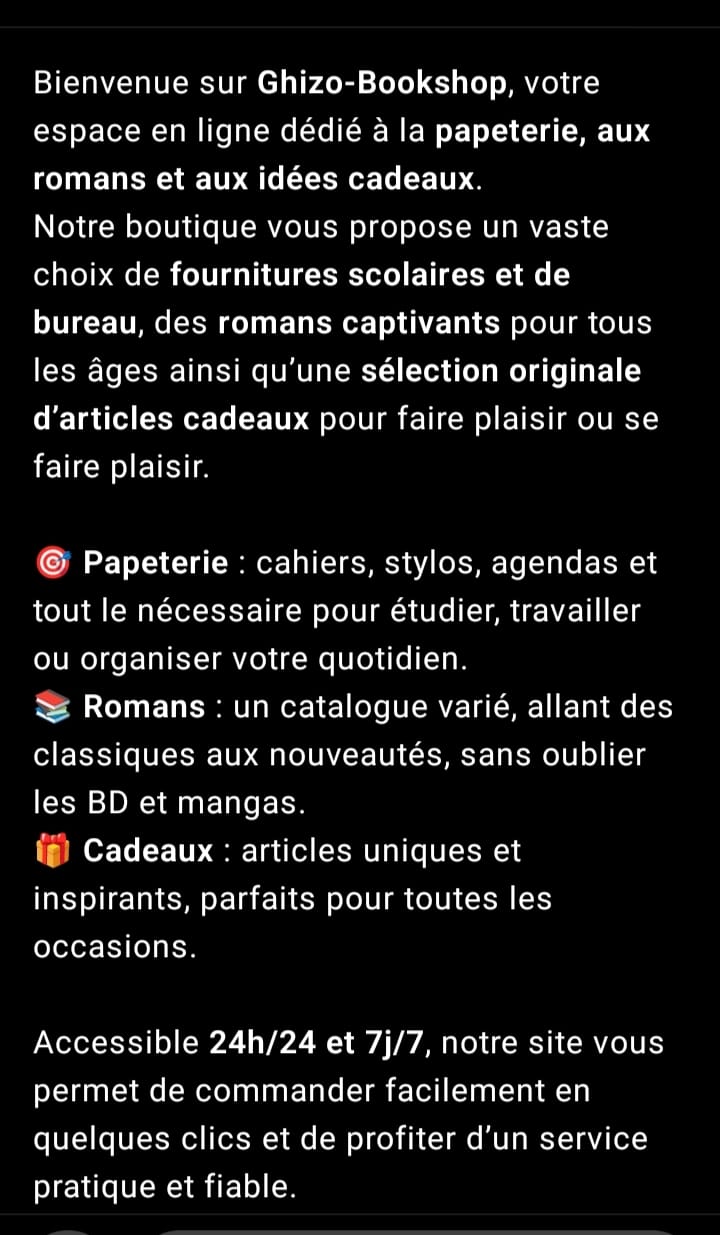 Bienvenue sur Ghizo-Bookshop, votre
espace en ligne dédié à la papeterie, aux
romans et aux idées cadeaux.
Notre boutique vous propose un vaste
choix de fournitures scolaires et de
bureau, des romans captivants pour tous
les âges ainsi qu’une sélection originale
d’articles cadeaux pour faire plaisir ou se
faire plaisir.
🎯 Papeterie : cahiers, stylos, agendas et
tout le nécessaire pour étudier, travailler
ou organiser votre quotidien.
📚 Romans : un catalogue varié, allant des
classiques aux nouveautés, sans oublier
les BD et mangas.
🎁 Cadeaux : articles uniques et
inspirants, parfaits pour toutes les
occasions.
Accessible 24h/24 et 7j/7, notre site vous
permet de commander facilement en
quelques clics et de profiter d’un service
pratique et fiable.